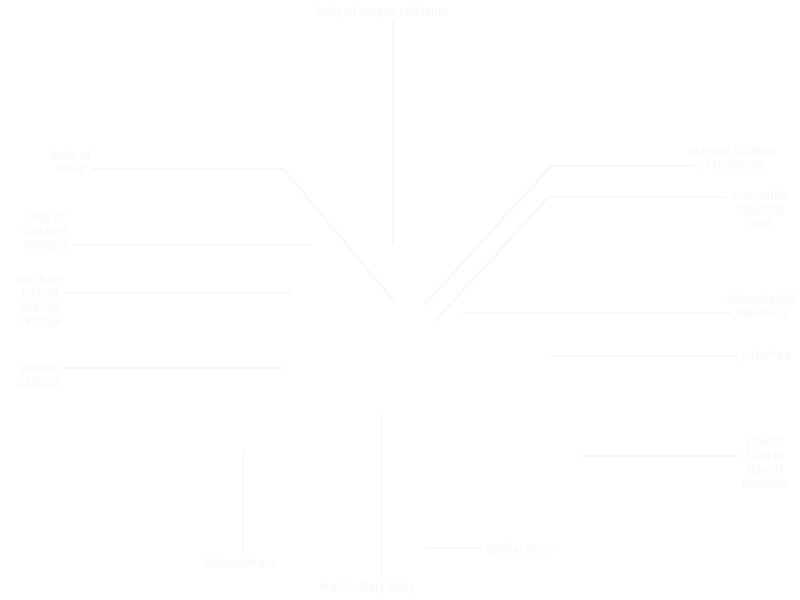 body of corpus callosum
body of
fornix
anterior nucleus
of thalamus
mammillo-
thalamic
tract
body of
caudate
nucleus
posterior
limb of
internal
capsule
dorsomedial
thalamus
putamen
globus
pallidus
inferior
horn of
lateral
ventricle
hippocampus
basilar pons
mammillary body